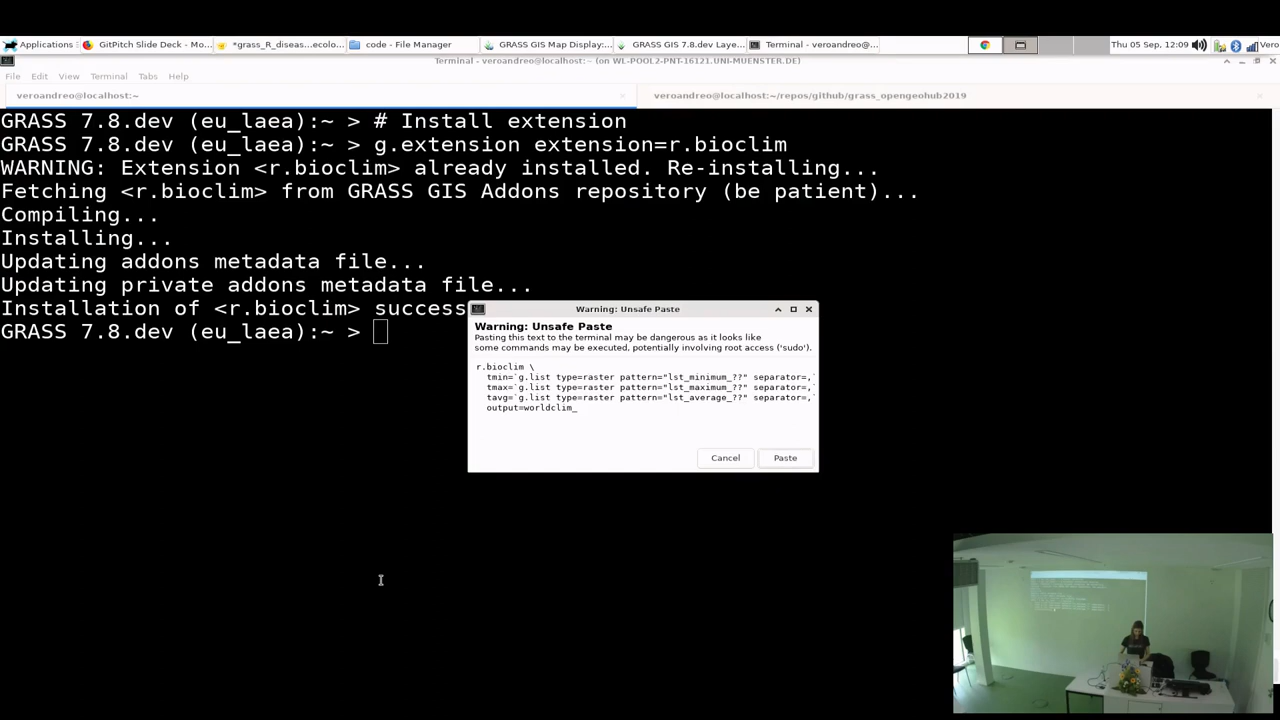 Applications
GitPitch Slide Deck - Mo...
*grass_R_diseas...ecolo...
code - File Manager
GRASS GIS Map Display:...
GRASS GIS 7.8.dev Laye...
Terminal - veroandreo@...
Thu 05 Sep, 12:09
Vero
Terminal - veroandreo@localhost:~ (on WL-POOL2-PNT-16121.UNI-MUENSTER.DE)
File Edit View Terminal Tabs Help
veroandreo@localhost:~
veroandreo@localhost:~/repos/github/grass_opengeohub2019
GRASS 7.8.dev (eu_laea):~ > # Install extension
GRASS 7.8.dev (eu_laea):~ > g.extension extension=r.bioclim
WARNING: Extension <r.bioclim> already installed. Re-installing...
Fetching <r.bioclim> from GRASS GIS Addons repository (be patient)...
Compiling...
Installing...
Updating addons metadata file...
Updating private addons metadata file...
Installation of <r.bioclim> success
GRASS 7.8.dev (eu_laea):~ >
Warning: Unsafe Paste
Warning: Unsafe Paste
Pasting this text to the terminal may be dangerous as it looks like
some commands may be executed, potentially involving root access ('sudo').
r.bioclim \
tmin=`g.list type=raster pattern="lst_minimum_??" separator=,`
tmax=`g.list type=raster pattern="lst_maximum_??" separator=,`
tavg=`g.list type=raster pattern="lst_average_??" separator=,`
output=worldclim_
Cancel
Paste